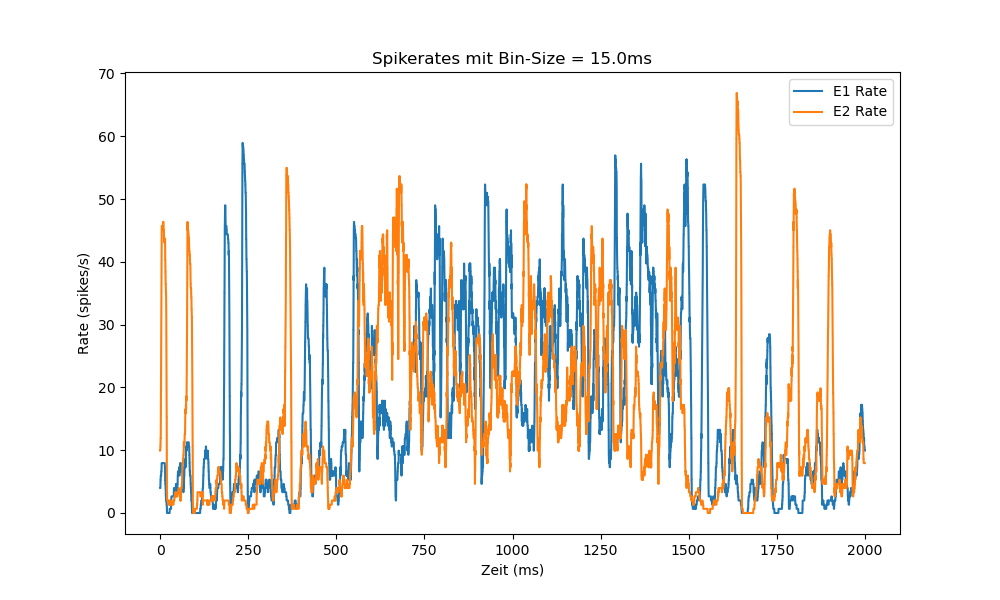 Spikerates mit Bin-Size = 15.0ms
E1 Rate
E2 Rate
Rate (spikes/s)
70
60
50
40
30
20
10
0
0 250 500 750 1000 1250 1500 1750 2000
Zeit (ms)